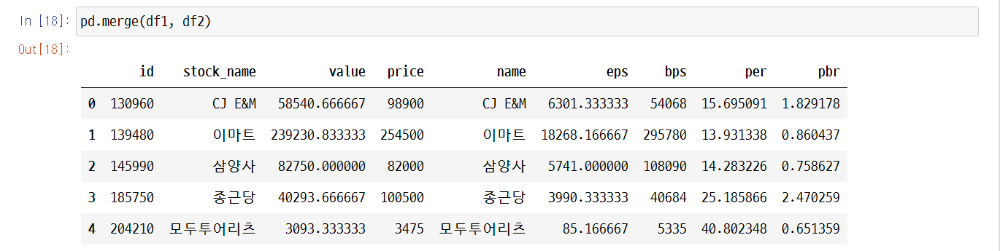 In [18]: pd.merge(df1, df2)
Out[18]:
id stock_name value price name eps bps per pbr
0 130960 CJ E&M 58540.666667 98900 CJ E&M 6301.333333 54068 15.695091 1.829178
1 139480 이마트 239230.833333 254500 이마트 18268.166667 295780 13.931338 0.860437
2 145990 삼양사 82750.000000 82000 삼양사 5741.000000 108090 14.283226 0.758627
3 185750 종근당 40293.666667 100500 종근당 3990.333333 40684 25.185866 2.470259
4 204210 모두투어리츠 3093.333333 3475 모두투어리츠 85.166667 5335 40.802348 0.651359